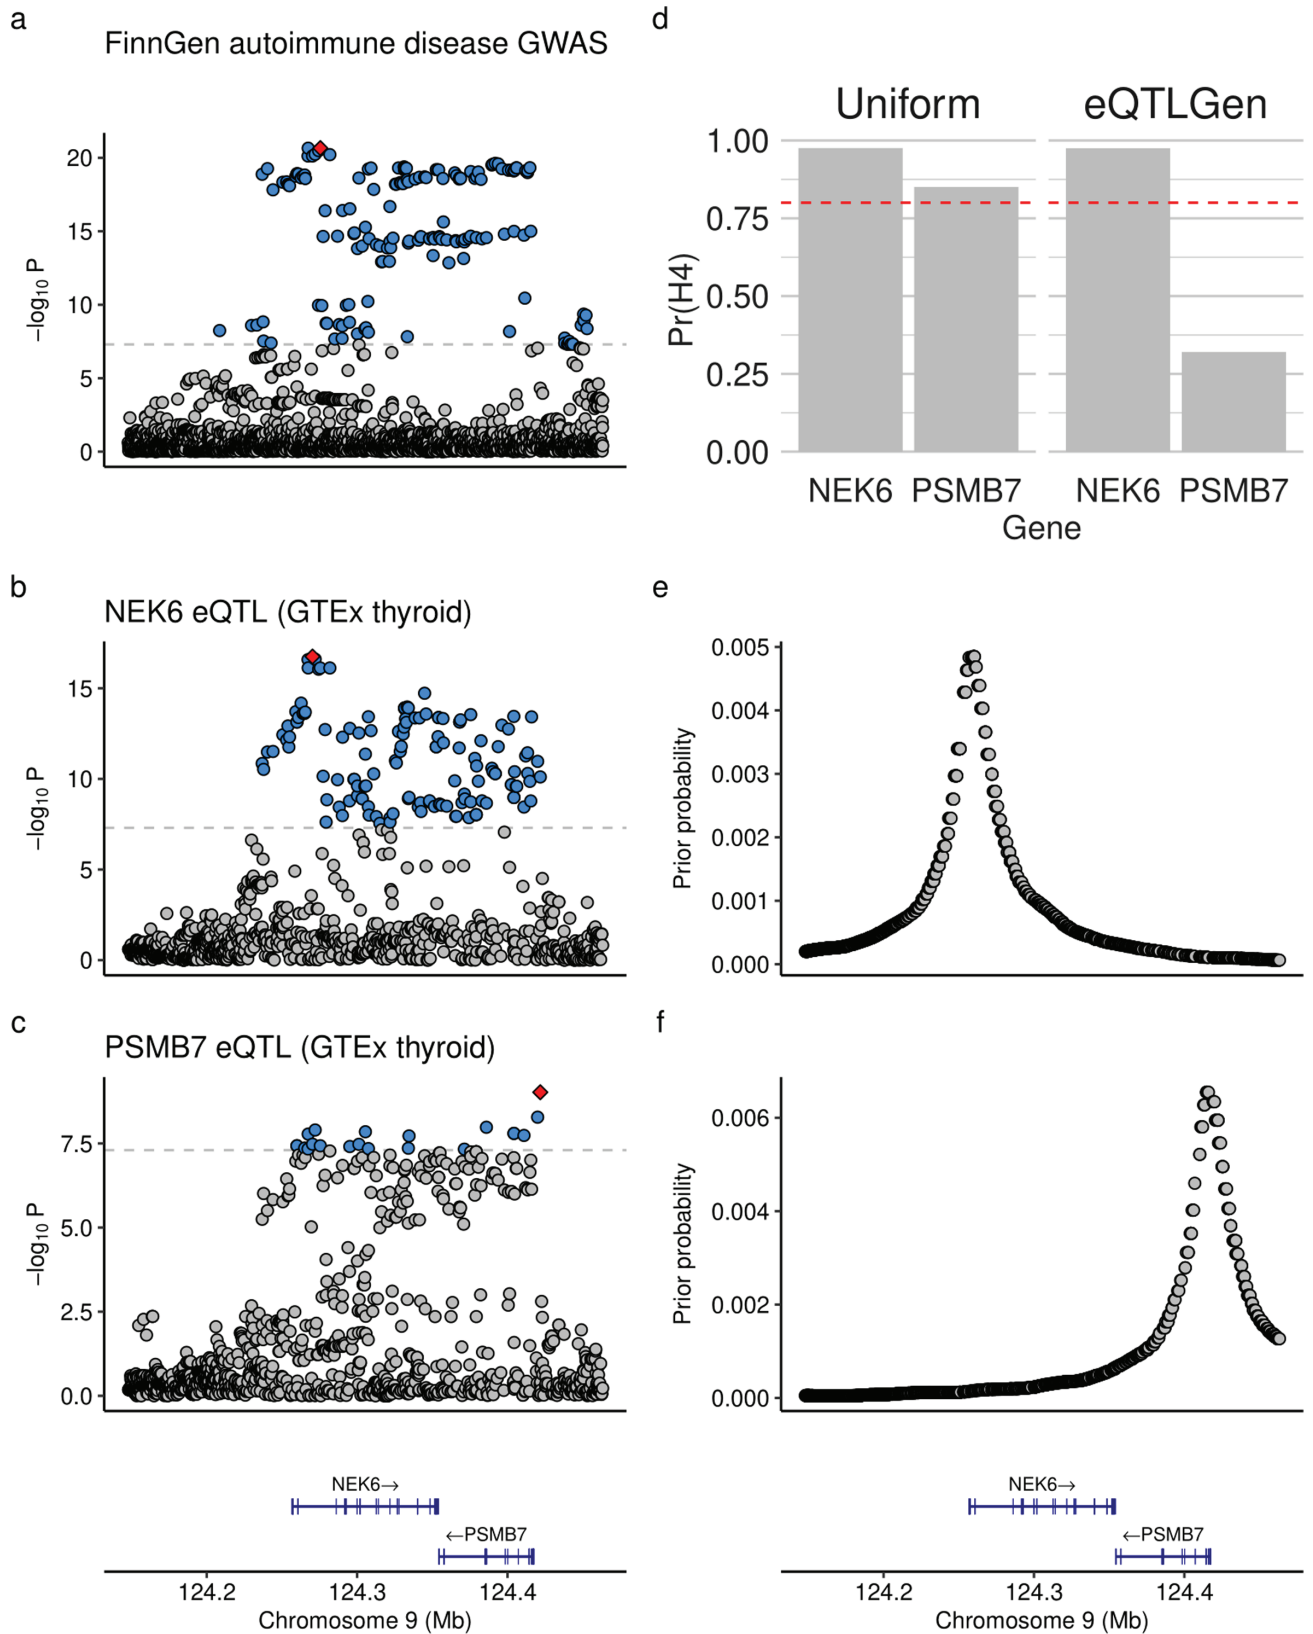 a
FinnGen autoimmune disease GWAS
20
15
10
5
0
−log10 P
d
Uniform
eQTLGen
1.00
0.75
0.50
0.25
0.00
Pr(H4)
NEK6 PSMB7 NEK6 PSMB7
Gene
b
NEK6 eQTL (GTEx thyroid)
15
10
5
0
−log10 P
e
0.005
0.004
0.003
0.002
0.001
0.000
Prior probability
c
PSMB7 eQTL (GTEx thyroid)
7.5
5.0
2.5
0.0
−log10 P
f
0.006
0.004
0.002
0.000
Prior probability
NEK6→
←PSMB7
124.2 124.3 124.4
Chromosome 9 (Mb)
NEK6→
←PSMB7
124.2 124.3 124.4
Chromosome 9 (Mb)